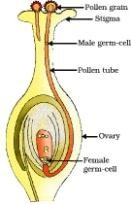 Pollen grain
Stigma
Male germ-cell
Pollen tube
Ovary
Female
germ-cell